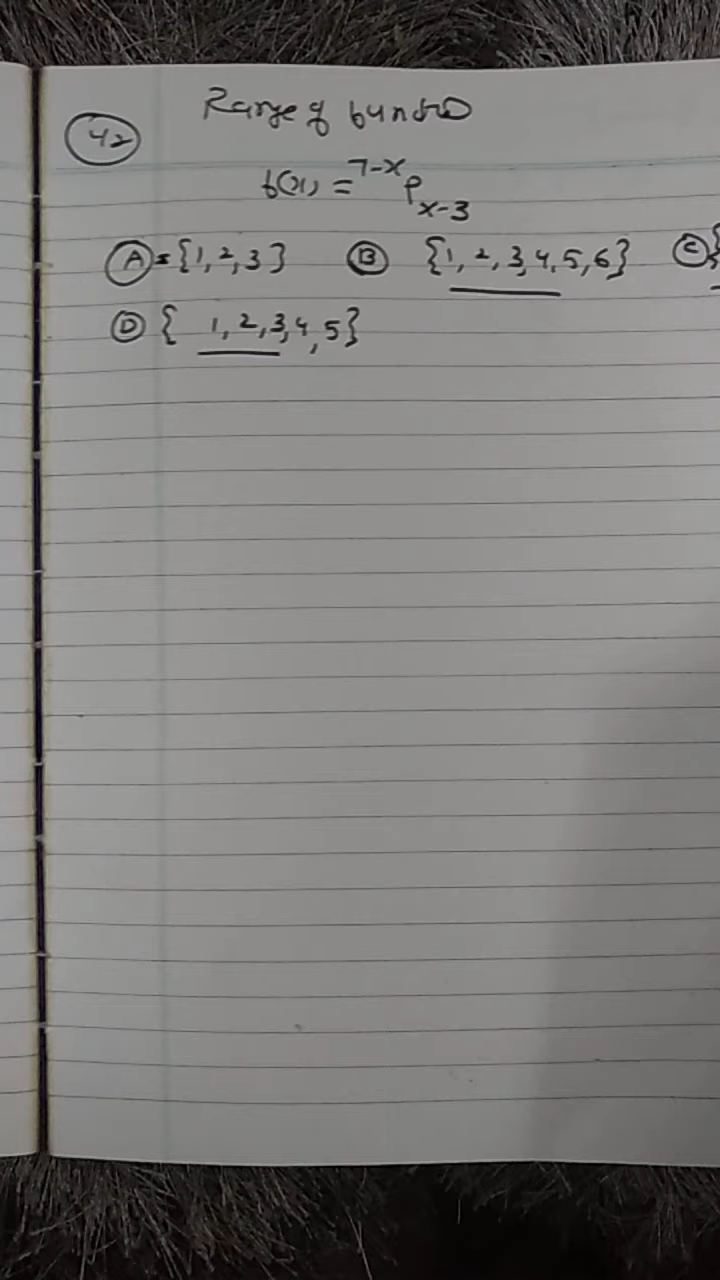 42 Range of function
f(x) = ⁷⁻ˣPₓ₋₃
(A) = {1, 2, 3} (B) {1, 2, 3, 4, 5, 6} (C) {
(D) { 1, 2, 3, 4, 5}